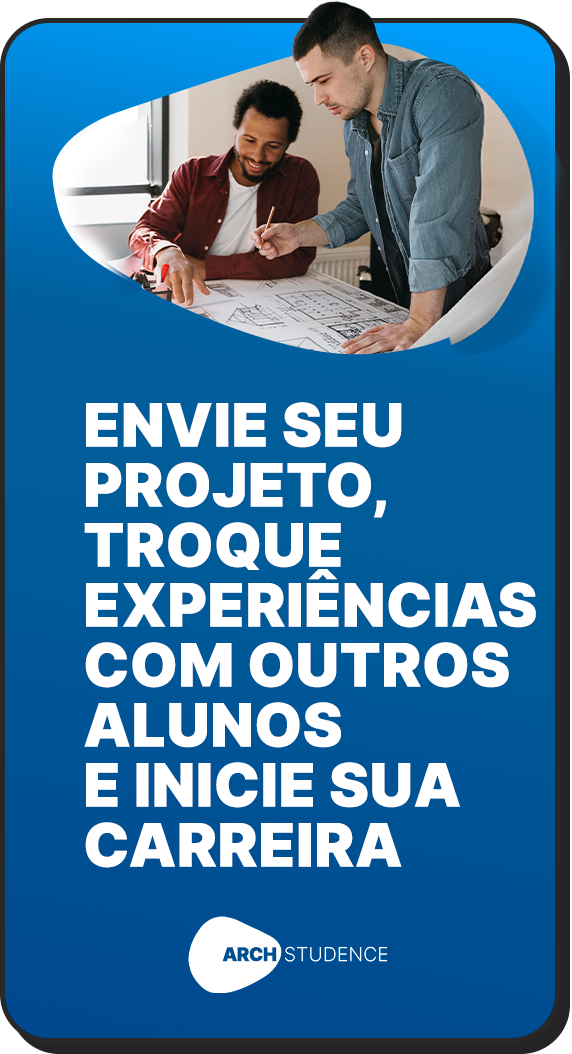 ENVIE SEU
PROJETO,
TROQUE
EXPERIÊNCIAS
COM OUTROS
ALUNOS
E INICIE SUA
CARREIRA
ARCH STUDENCE